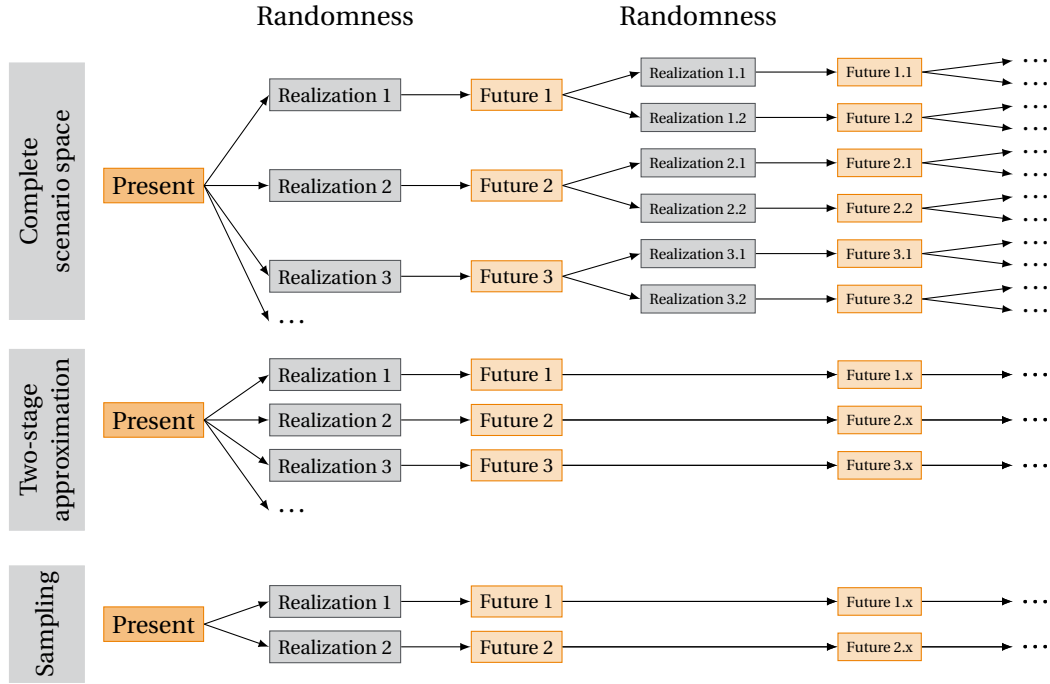 Randomness
Randomness
Complete
scenario space
Present
Realization 1
Future 1
Realization 1.1
Future 1.1
...
...
Realization 1.2
Future 1.2
...
...
Realization 2
Future 2
Realization 2.1
Future 2.1
...
...
Realization 2.2
Future 2.2
...
...
Realization 3
Future 3
Realization 3.1
Future 3.1
...
...
Realization 3.2
Future 3.2
...
...
...
Two-stage
approximation
Present
Realization 1
Future 1
Future 1.x
...
Realization 2
Future 2
Future 2.x
...
Realization 3
Future 3
Future 3.x
...
...
Sampling
Present
Realization 1
Future 1
Future 1.x
...
Realization 2
Future 2
Future 2.x
...